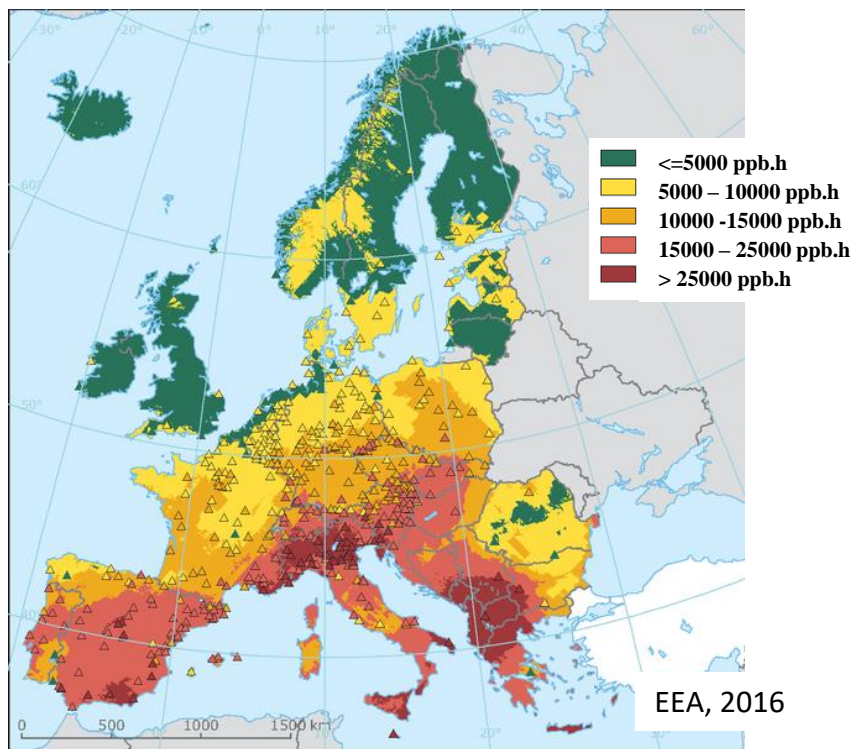 -30° -20° -10° 0° 10° 20° 30° 40° 50° 60°
60°
50°
40°
<=5000 ppb.h
5000 – 10000 ppb.h
10000 -15000 ppb.h
15000 – 25000 ppb.h
> 25000 ppb.h
0 500 1000 1500 km
EEA, 2016